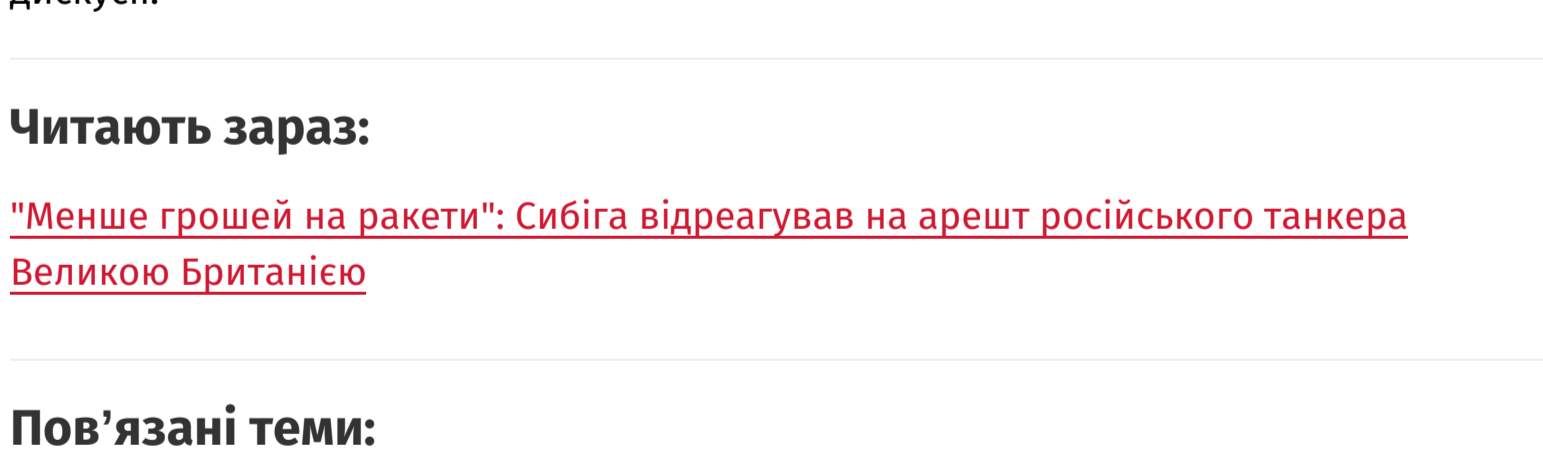 Читають зараз:
"Менше грошей на ракети": Сибіга відреагував на арешт російського танкера
Великою Британією
Пов’язані теми: